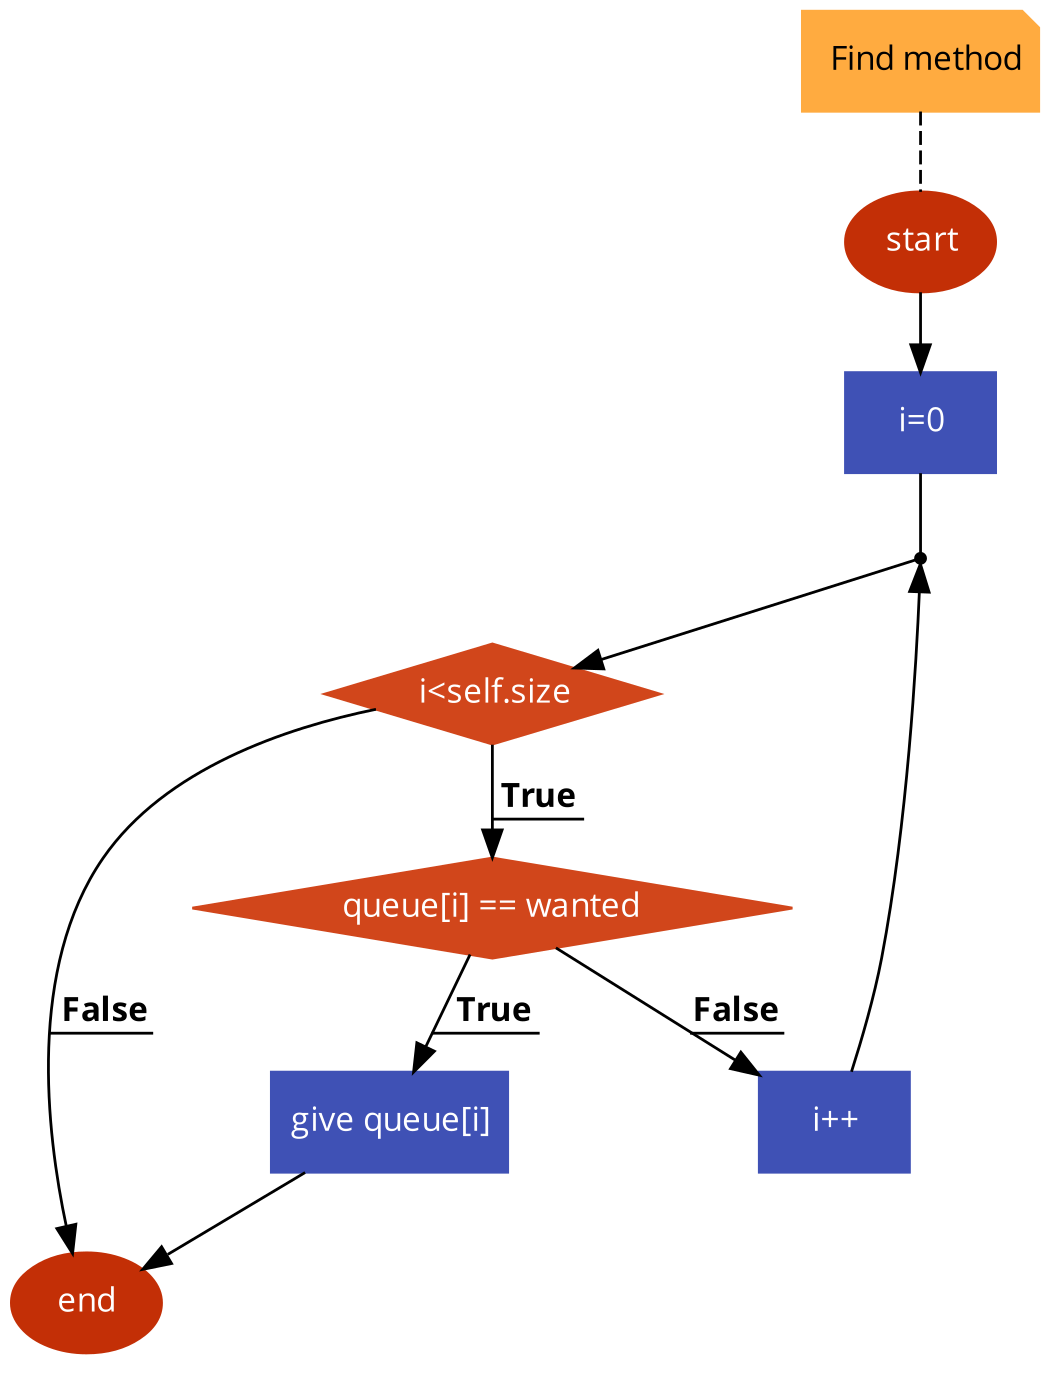 Find method
start
i=0
i<self.size
True
queue[i] == wanted
False
True
False
give queue[i]
i++
end